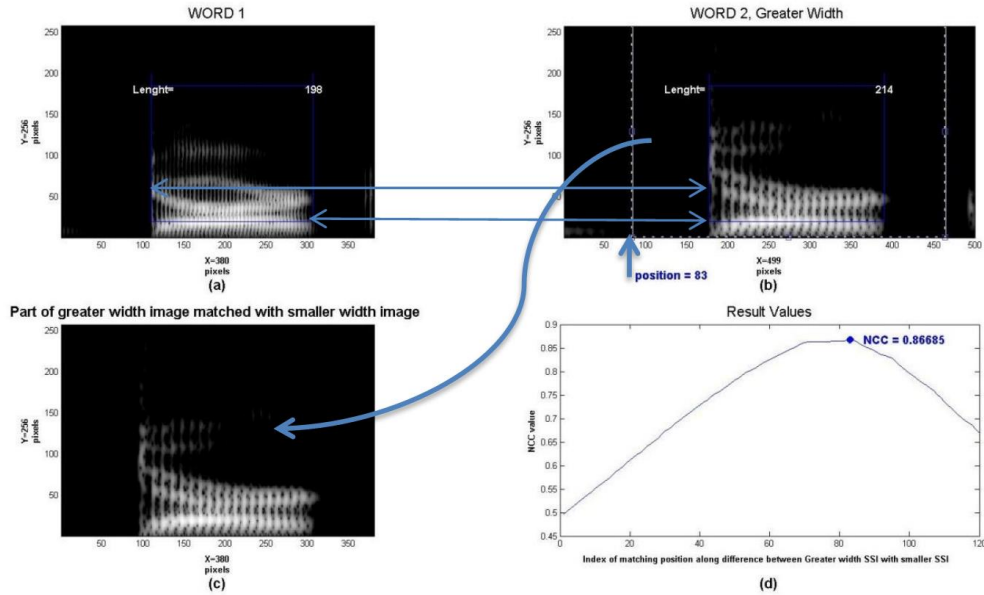 WORD 1
250
200
150
100
50
Y=256
pixels
Lenght=
198
50
100
150
200
250
300
350
X=380
pixels
(a)
WORD 2, Greater Width
250
200
150
100
50
Y=256
pixels
Lenght=
214
50
100
150
200
250
300
350
400
450
500
X=499
pixels
(b)
position = 83
Part of greater width image matched with smaller width image
250
200
150
100
50
Y=256
pixels
50
100
150
200
250
300
350
X=380
pixels
(c)
Result Values
0.9
0.85
0.8
0.75
0.7
0.65
0.6
0.55
0.5
0.45
NCC value
NCC = 0.86685
0
20
40
60
80
100
120
Index of matching position along difference between Greater width SSI with smaller SSI
(d)